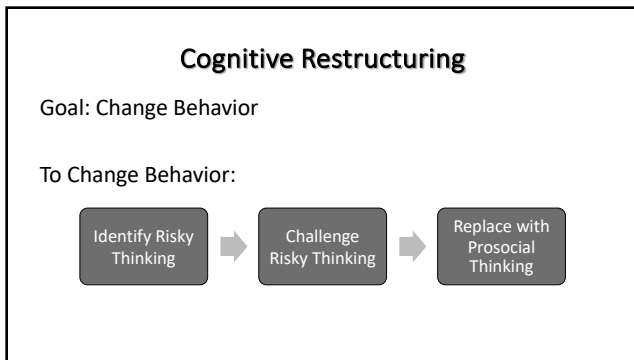 Cognitive Restructuring
Goal: Change Behavior
To Change Behavior:
Identify Risky
Thinking
Challenge
Risky Thinking
Replace with
Prosocial
Thinking